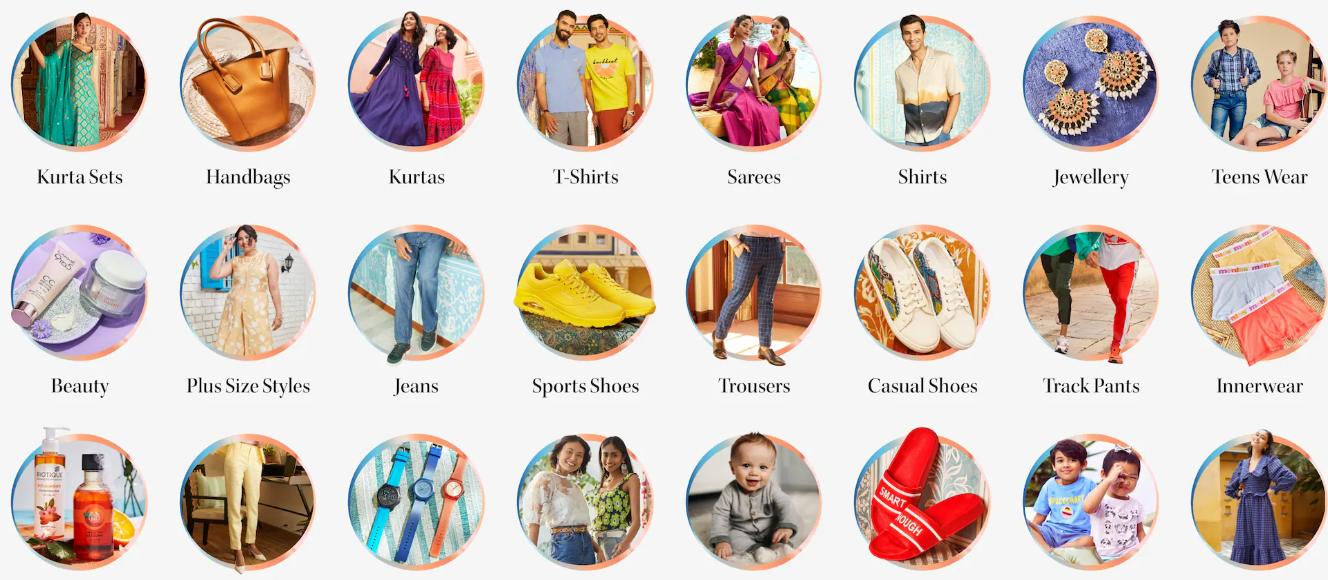 Kurta Sets
Handbags
Kurtas
T-Shirts
Sarees
Shirts
Jewellery
Teens Wear
Beauty
Plus Size Styles
Jeans
Sports Shoes
Trousers
Casual Shoes
Track Pants
Innerwear
BIOTIQUE
SMART